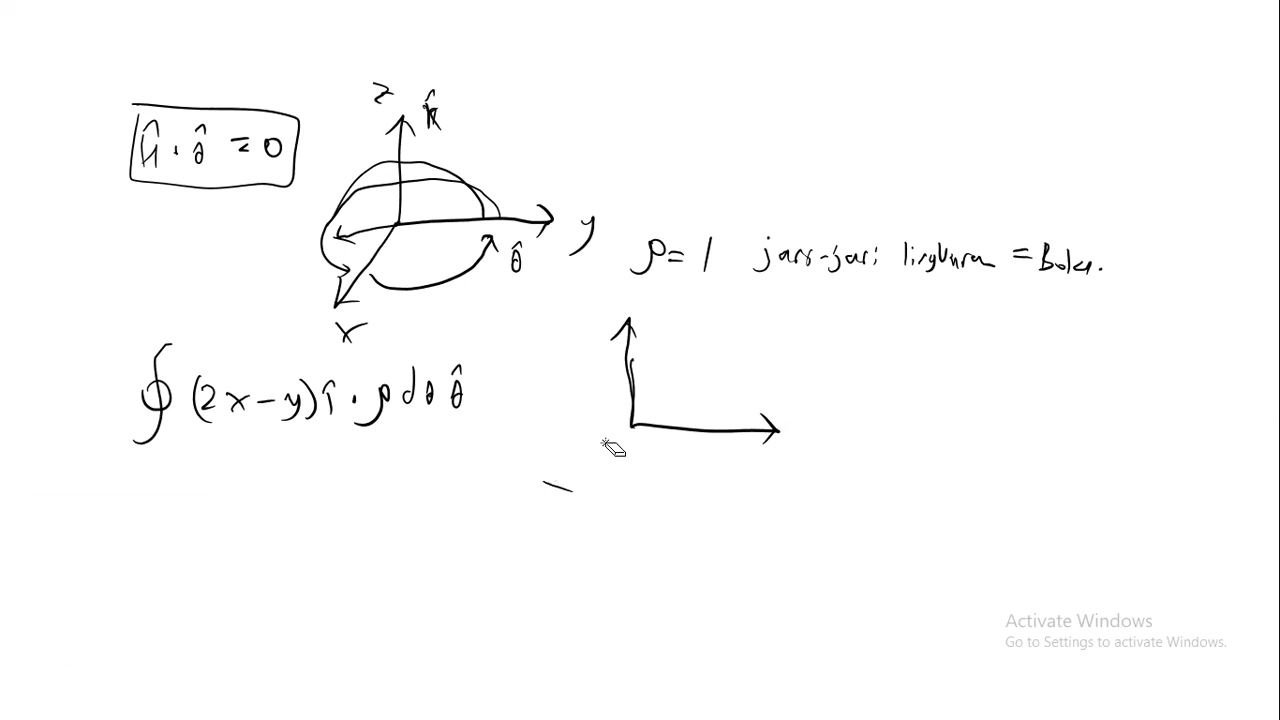 z k̂
k̂ · θ̂ = 0
y
θ̂
ρ = 1 jari-jari lingkaran = Bola.
x
∮ (2x - y) î · ρ dθ θ̂
Activate Windows
Go to Settings to activate Windows.